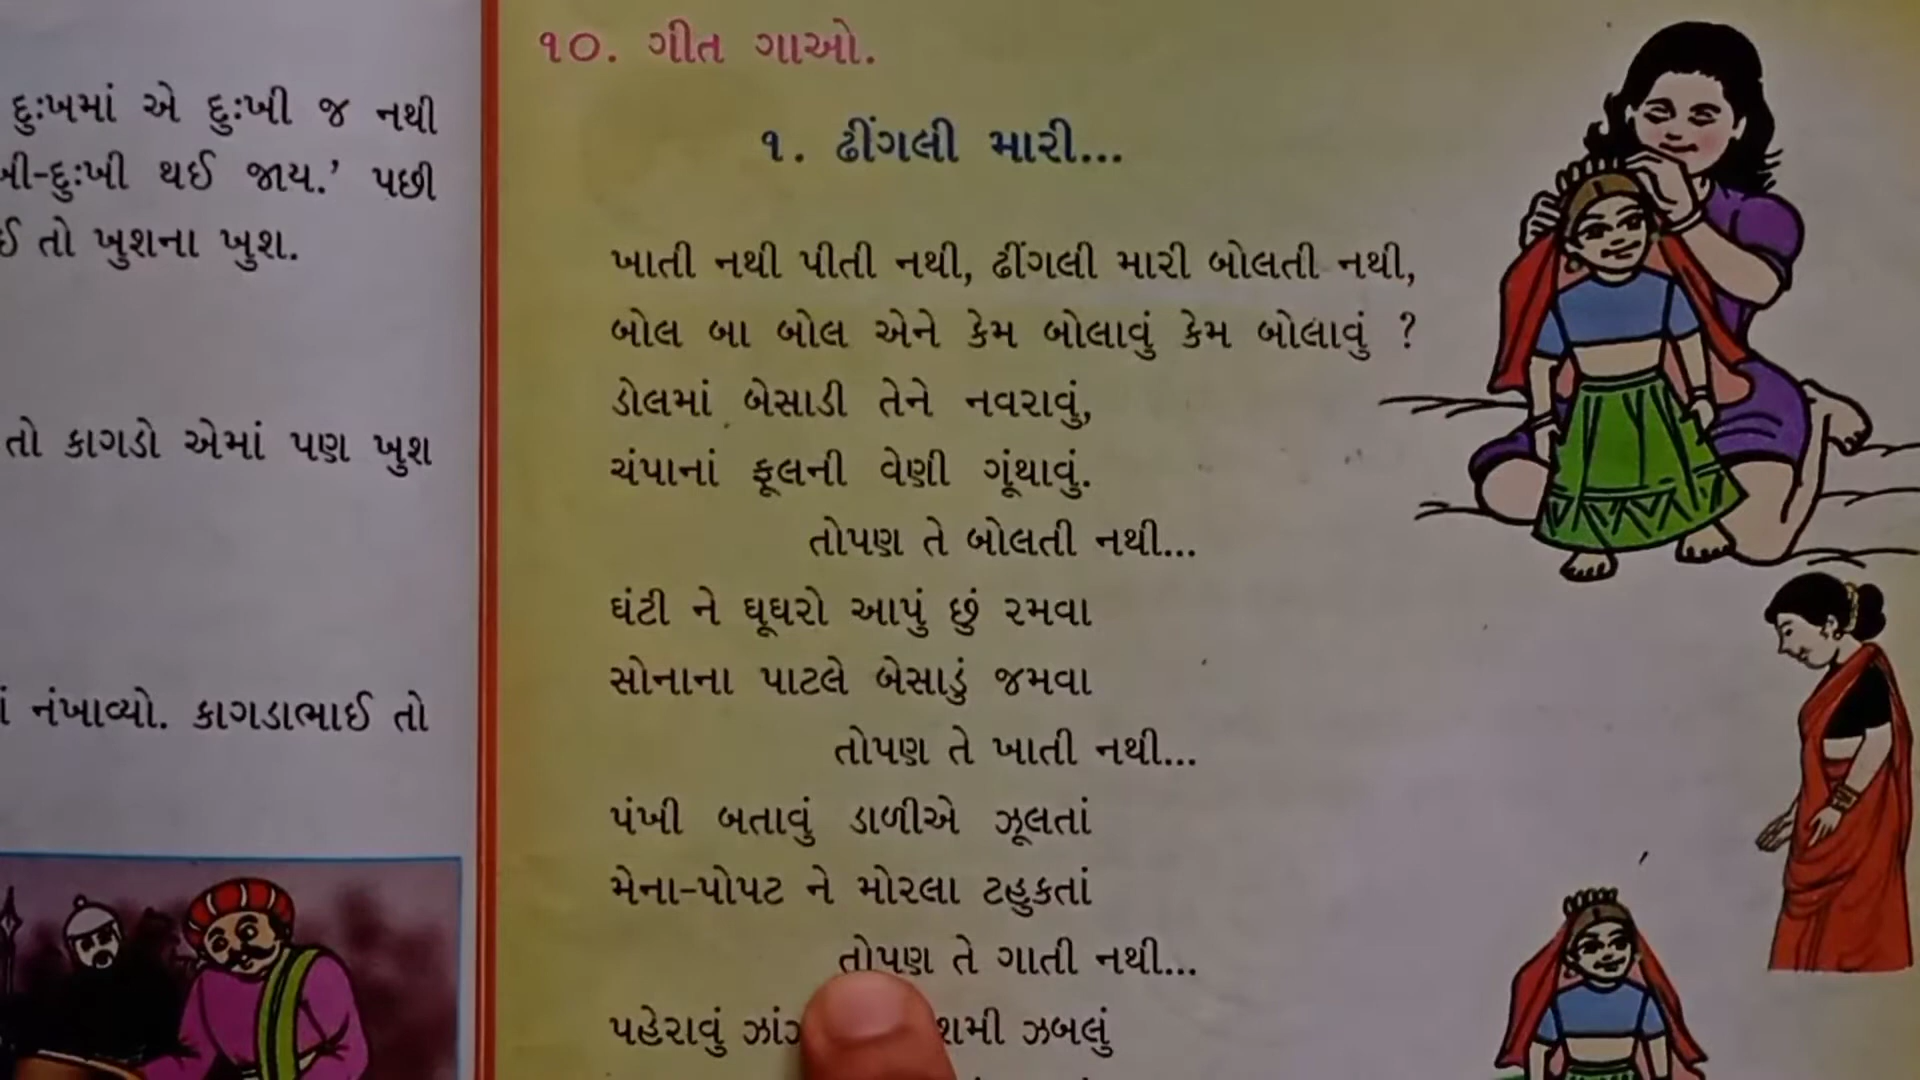 દુઃખમાં એ દુઃખી જ નથી
થઈ જાય.’ પછી
તો ખુશના ખુશ.
તો કાગડો એમાં પણ ખુશ
નંખાવ્યો. કાગડાભાઈ તો
૧૦. ગીત ગાઓ.
૧. ઢીંગલી મારી...
ખાતી નથી પીતી નથી, ઢીંગલી મારી બોલતી નથી,
બોલ બા બોલ એને કેમ બોલાવું કેમ બોલાવું ?
ડોલમાં બેસાડી તેને નવરાવું,
ચંપાનાં ફૂલની વેણી ગૂંથાવું.
તોપણ તે બોલતી નથી...
ઘંટી ને ઘૂઘરો આપું છું રમવા
સોનાના પાટલે બેસાડું જમવા
તોપણ તે ખાતી નથી...
પંખી બતાવું ડાળીએ ઝૂલતાં
મેના-પોપટ ને મોરલા ટહુકતાં
તોપણ તે ગાતી નથી...
પહેરાવું ઝબલું